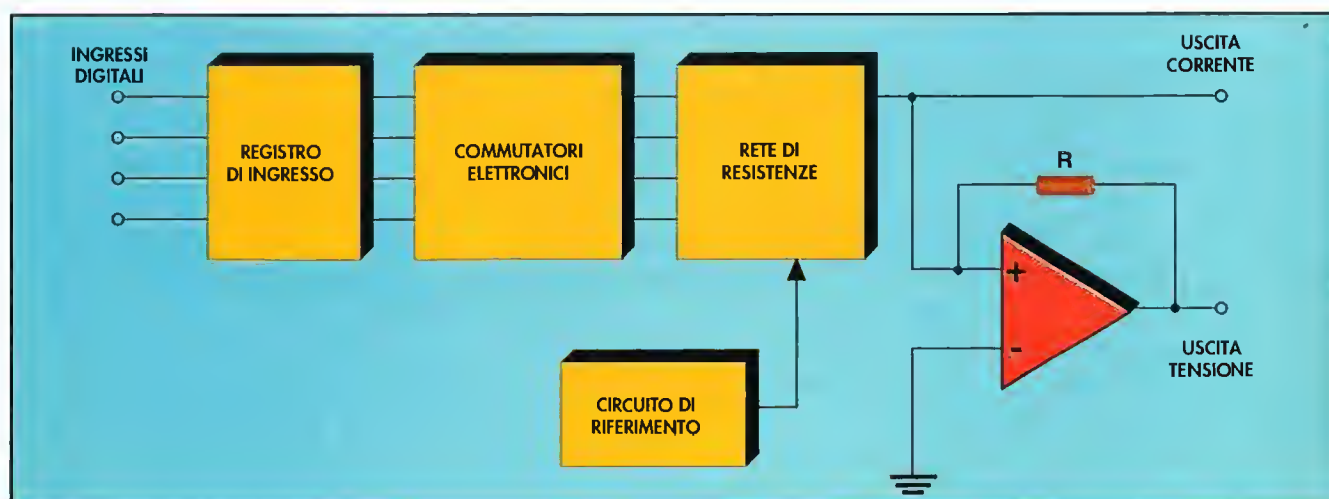 INGRESSI
DIGITALI
REGISTRO
DI INGRESSO
COMMUTATORI
ELETTRONICI
RETE DI
RESISTENZE
USCITA
CORRENTE
R
+
-
USCITA
TENSIONE
CIRCUITO DI
RIFERIMENTO